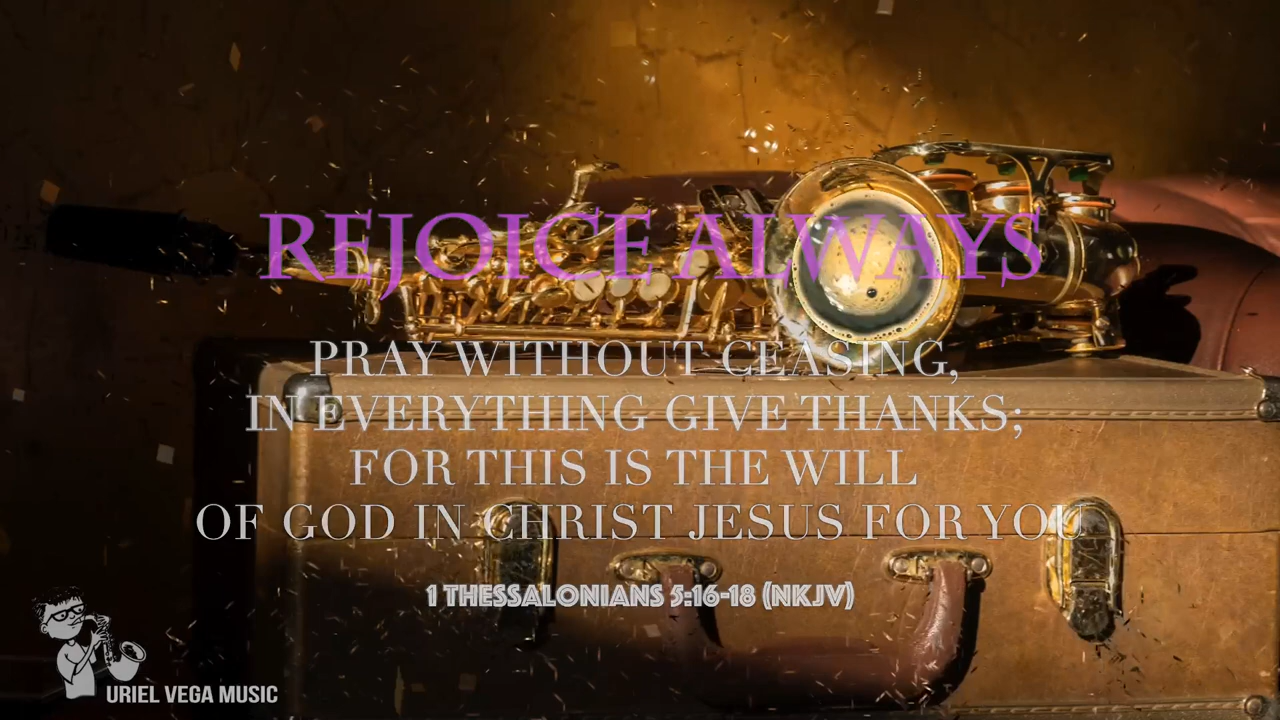 REJOICE ALWAYS
PRAY WITHOUT CEASING,
IN EVERYTHING GIVE THANKS;
FOR THIS IS THE WILL
OF GOD IN CHRIST JESUS FOR YOU
1 THESSALONIANS 5:16-18 (NKJV)
URIEL VEGA MUSIC